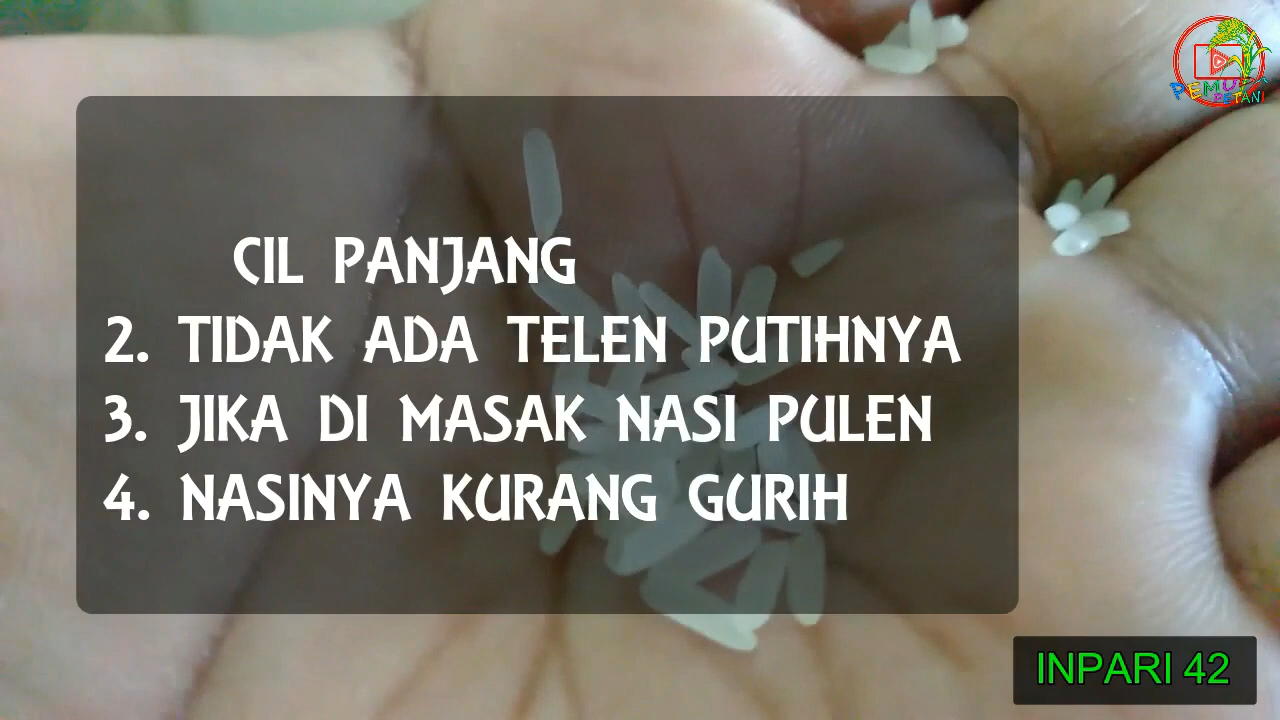 PEMUDA
PETANI
CIL PANJANG
2. TIDAK ADA TELEN PUTIHNYA
3. JIKA DI MASAK NASI PULEN
4. NASINYA KURANG GURIH
INPARI 42